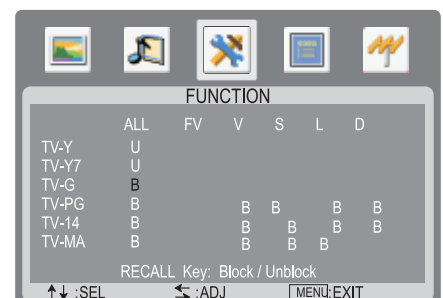 FUNCTION
ALL FV V S L D
TV-Y U
TV-Y7 U
TV-G B
TV-PG B B B B B
TV-14 B B B B B
TV-MA B B B B
RECALL Key: Block / Unblock
:SEL :ADJ MENU:EXIT